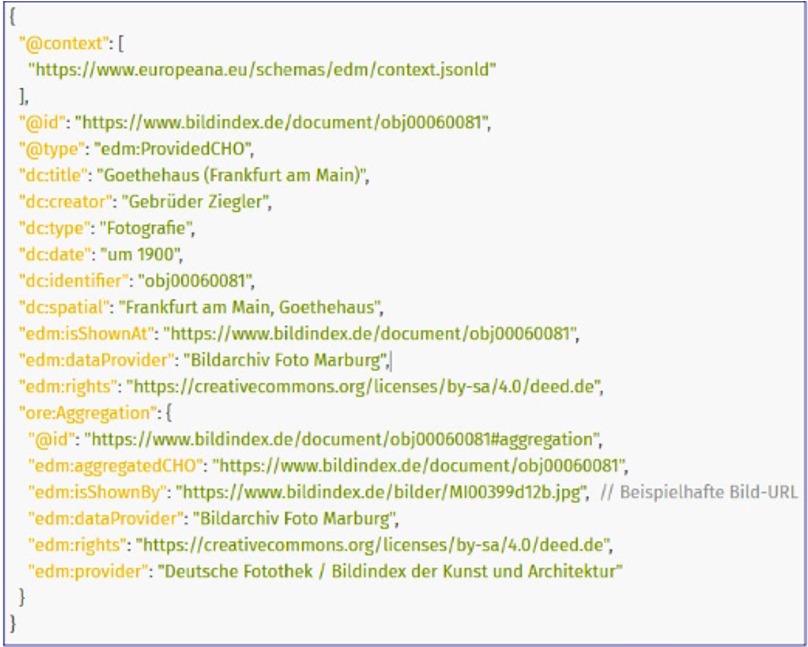 {
"@context": [
"https://www.europeana.eu/schemas/edm/context.jsonld"
],
"@id": "https://www.bildindex.de/document/obj00060081",
"@type": "edm:ProvidedCHO",
"dc:title": "Goethehaus (Frankfurt am Main)",
"dc:creator": "Gebrüder Ziegler",
"dc:type": "Fotografie",
"dc:date": "um 1900",
"dc:identifier": "obj00060081",
"dc:spatial": "Frankfurt am Main, Goethehaus",
"edm:isShownAt": "https://www.bildindex.de/document/obj00060081",
"edm:dataProvider": "Bildarchiv Foto Marburg",
"edm:rights": "https://creativecommons.org/licenses/by-sa/4.0/deed.de",
"ore:Aggregation": {
"@id": "https://www.bildindex.de/document/obj00060081#aggregation",
"edm:aggregatedCHO": "https://www.bildindex.de/document/obj00060081",
"edm:isShownBy": "https://www.bildindex.de/bilder/MI00399d12b.jpg", // Beispielhafte Bild-URL
"edm:dataProvider": "Bildarchiv Foto Marburg",
"edm:rights": "https://creativecommons.org/licenses/by-sa/4.0/deed.de",
"edm:provider": "Deutsche Fotothek / Bildindex der Kunst und Architektur"
}
}